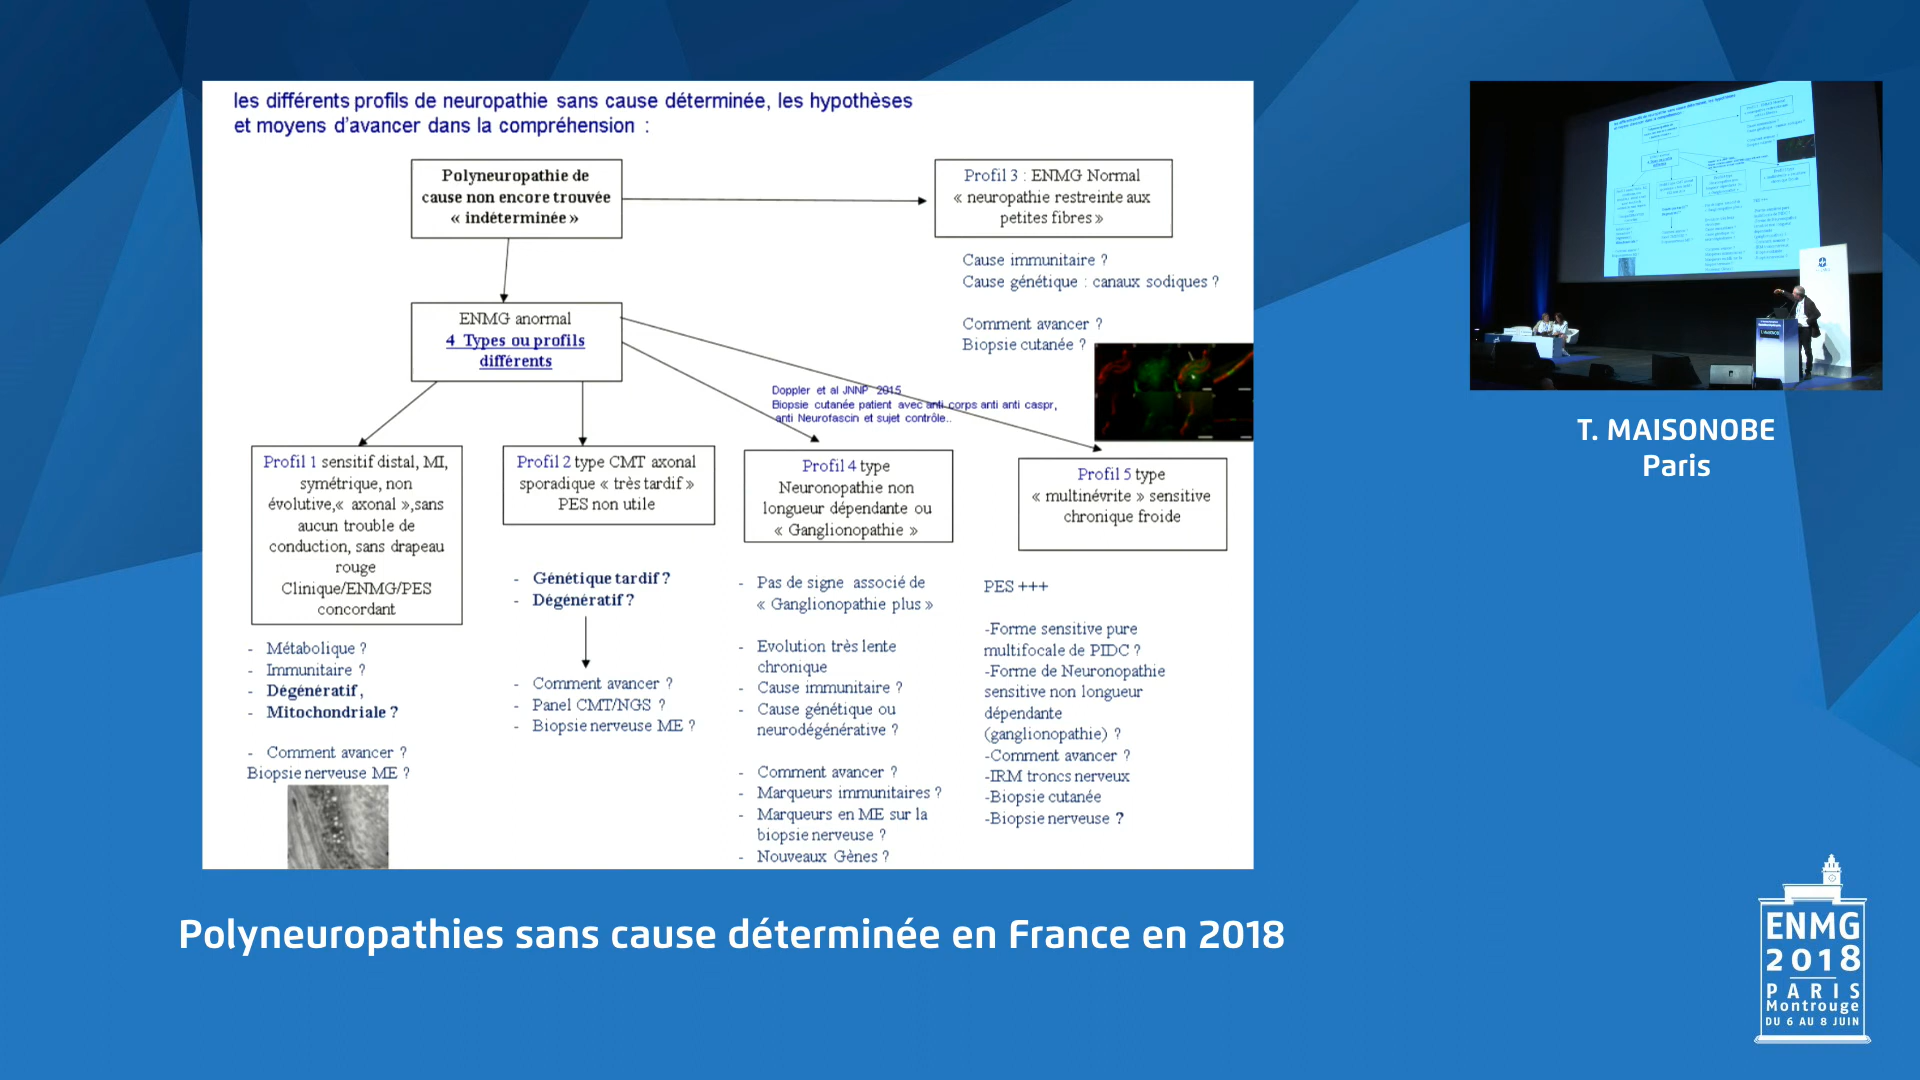 les différents profils de neuropathie sans cause déterminée, les hypothèses
et moyens d'avancer dans la compréhension :
Polyneuropathie de
cause non encore trouvée
« indéterminée »
Profil 3 : ENMG Normal
« neuropathie restreinte aux
petites fibres »
Cause immunitaire ?
Cause génétique : canaux sodiques ?
Comment avancer ?
Biopsie cutanée ?
ENMG anormal
4 Types ou profils
différents
Doppler et al JNNP 2015
Biopsie cutanée patient avec anti corps anti anti caspr,
anti Neurofascin et sujet contrôle..
Profil 1 sensitif distal, MI,
symétrique, non
évolutive,« axonal »,sans
aucun trouble de
conduction, sans drapeau
rouge
Clinique/ENMG/PES
concordant
- Métabolique ?
- Immunitaire ?
- Dégénératif,
- Mitochondriale ?
- Comment avancer ?
Biopsie nerveuse ME ?
Profil 2 type CMT axonal
sporadique « très tardif »
PES non utile
- Génétique tardif ?
- Dégénératif ?
- Comment avancer ?
- Panel CMT/NGS ?
- Biopsie nerveuse ME ?
Profil 4 type
Neuronopathie non
longueur dépendante ou
« Ganglionopathie »
- Pas de signe associé de
« Ganglionopathie plus »
- Evolution très lente
chronique
- Cause immunitaire ?
- Cause génétique ou
neurodégénérative ?
- Comment avancer ?
- Marqueurs immunitaires ?
- Marqueurs en ME sur la
biopsie nerveuse ?
- Nouveaux Gènes ?
Profil 5 type
« multinévrite » sensitive
chronique froide
PES +++
-Forme sensitive pure
multifocale de PIDC ?
-Forme de Neuronopathie
sensitive non longueur
dépendante
(ganglionopathie) ?
-Comment avancer ?
-IRM troncs nerveux
-Biopsie cutanée
-Biopsie nerveuse ?
T. MAISONOBE
Paris
Polyneuropathies sans cause déterminée en France en 2018
ENMG
2018
PARIS
Montrouge
DU 6 AU 8 JUIN